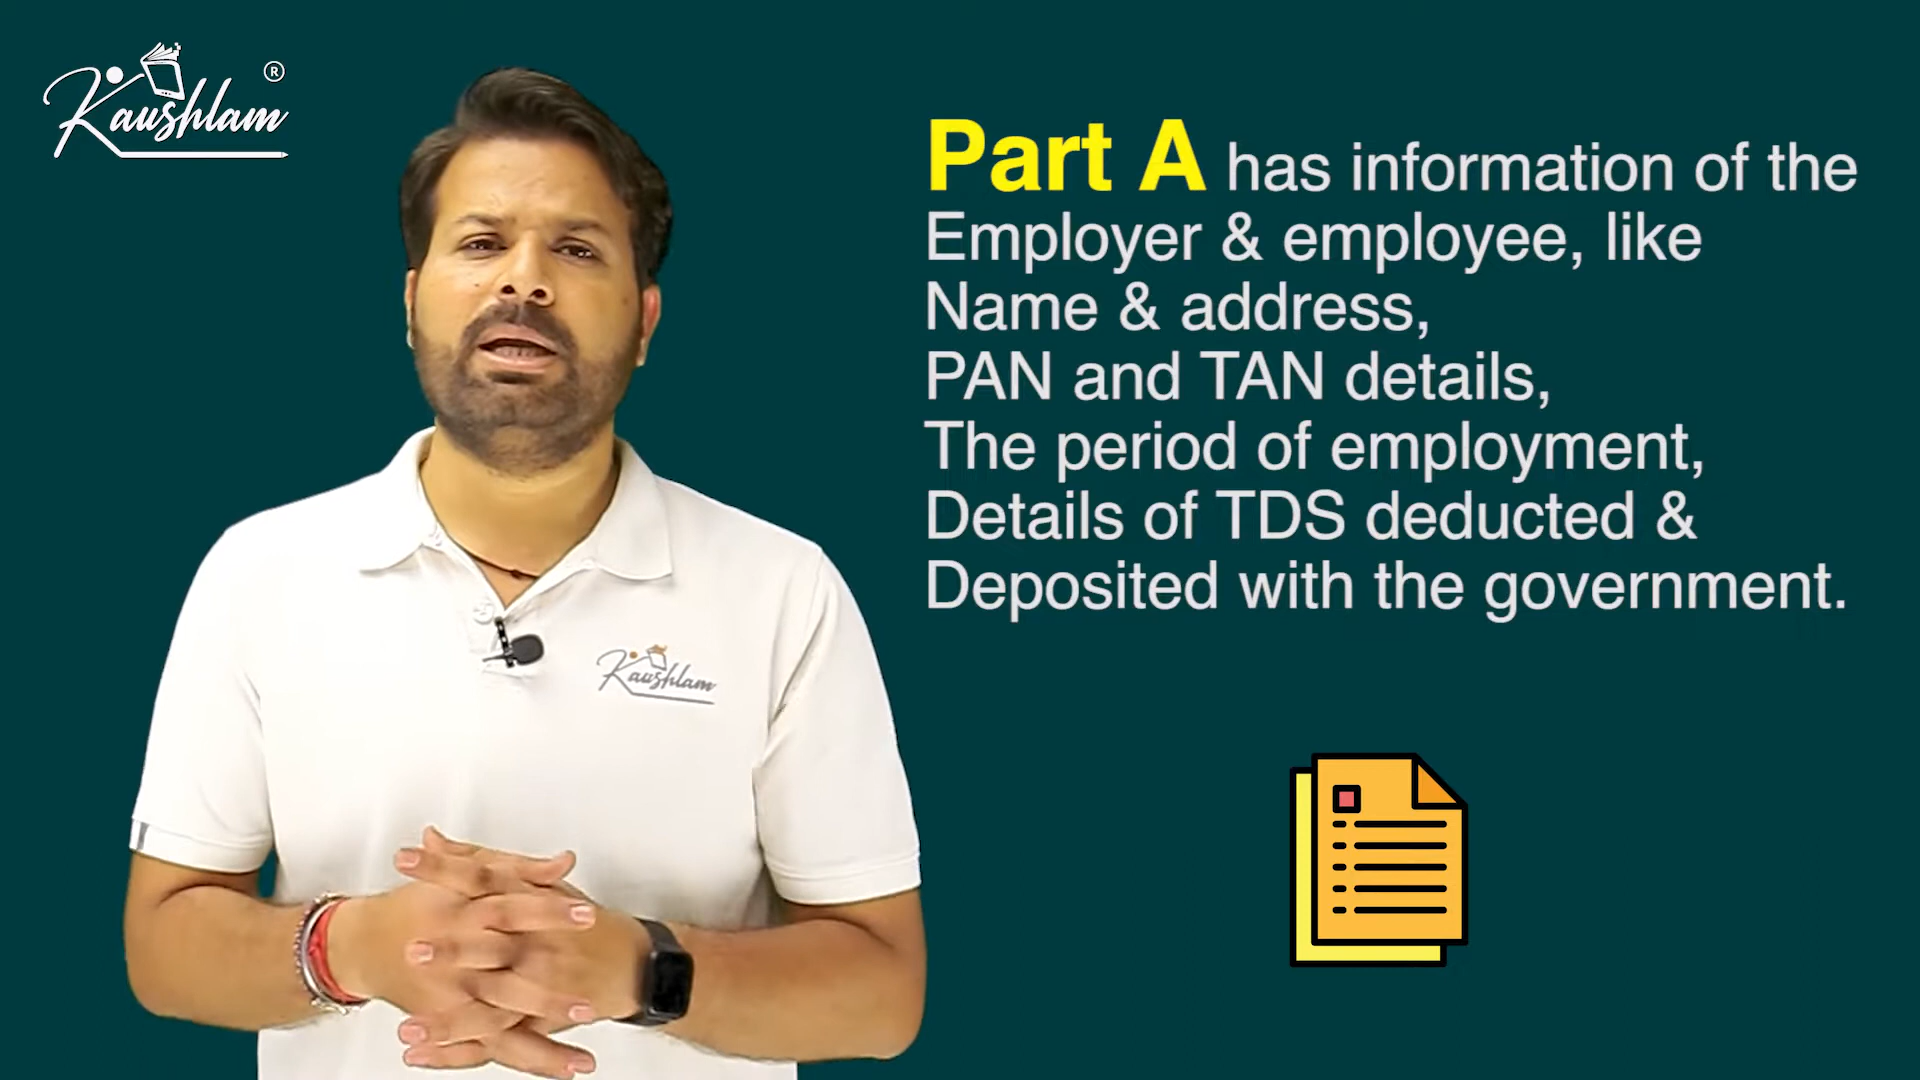 Kaushlam ®
Part A has information of the
Employer & employee, like
Name & address,
PAN and TAN details,
The period of employment,
Details of TDS deducted &
Deposited with the government.
Kaushlam